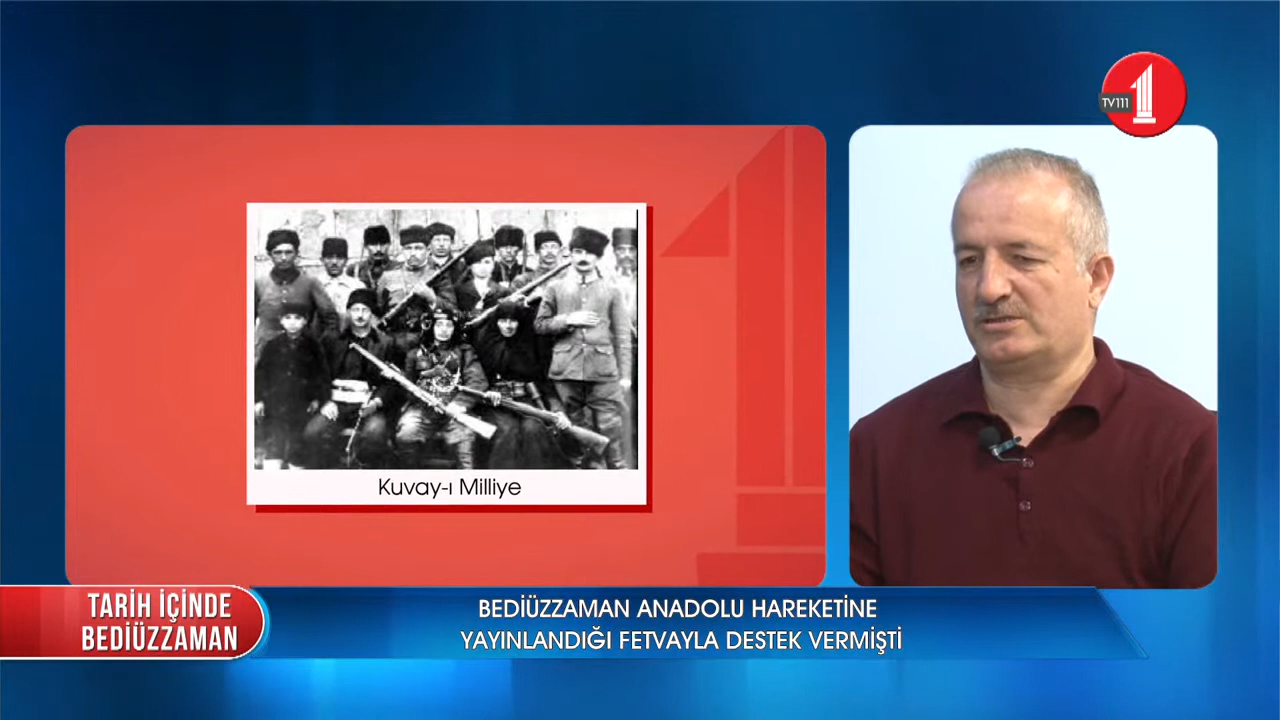 TV111
Kuvay-ı Milliye
TARİH İÇİNDE
BEDİÜZZAMAN
BEDİÜZZAMAN ANADOLU HAREKETİNE
YAYINLANDIĞI FETVAYLA DESTEK VERMİŞTİ